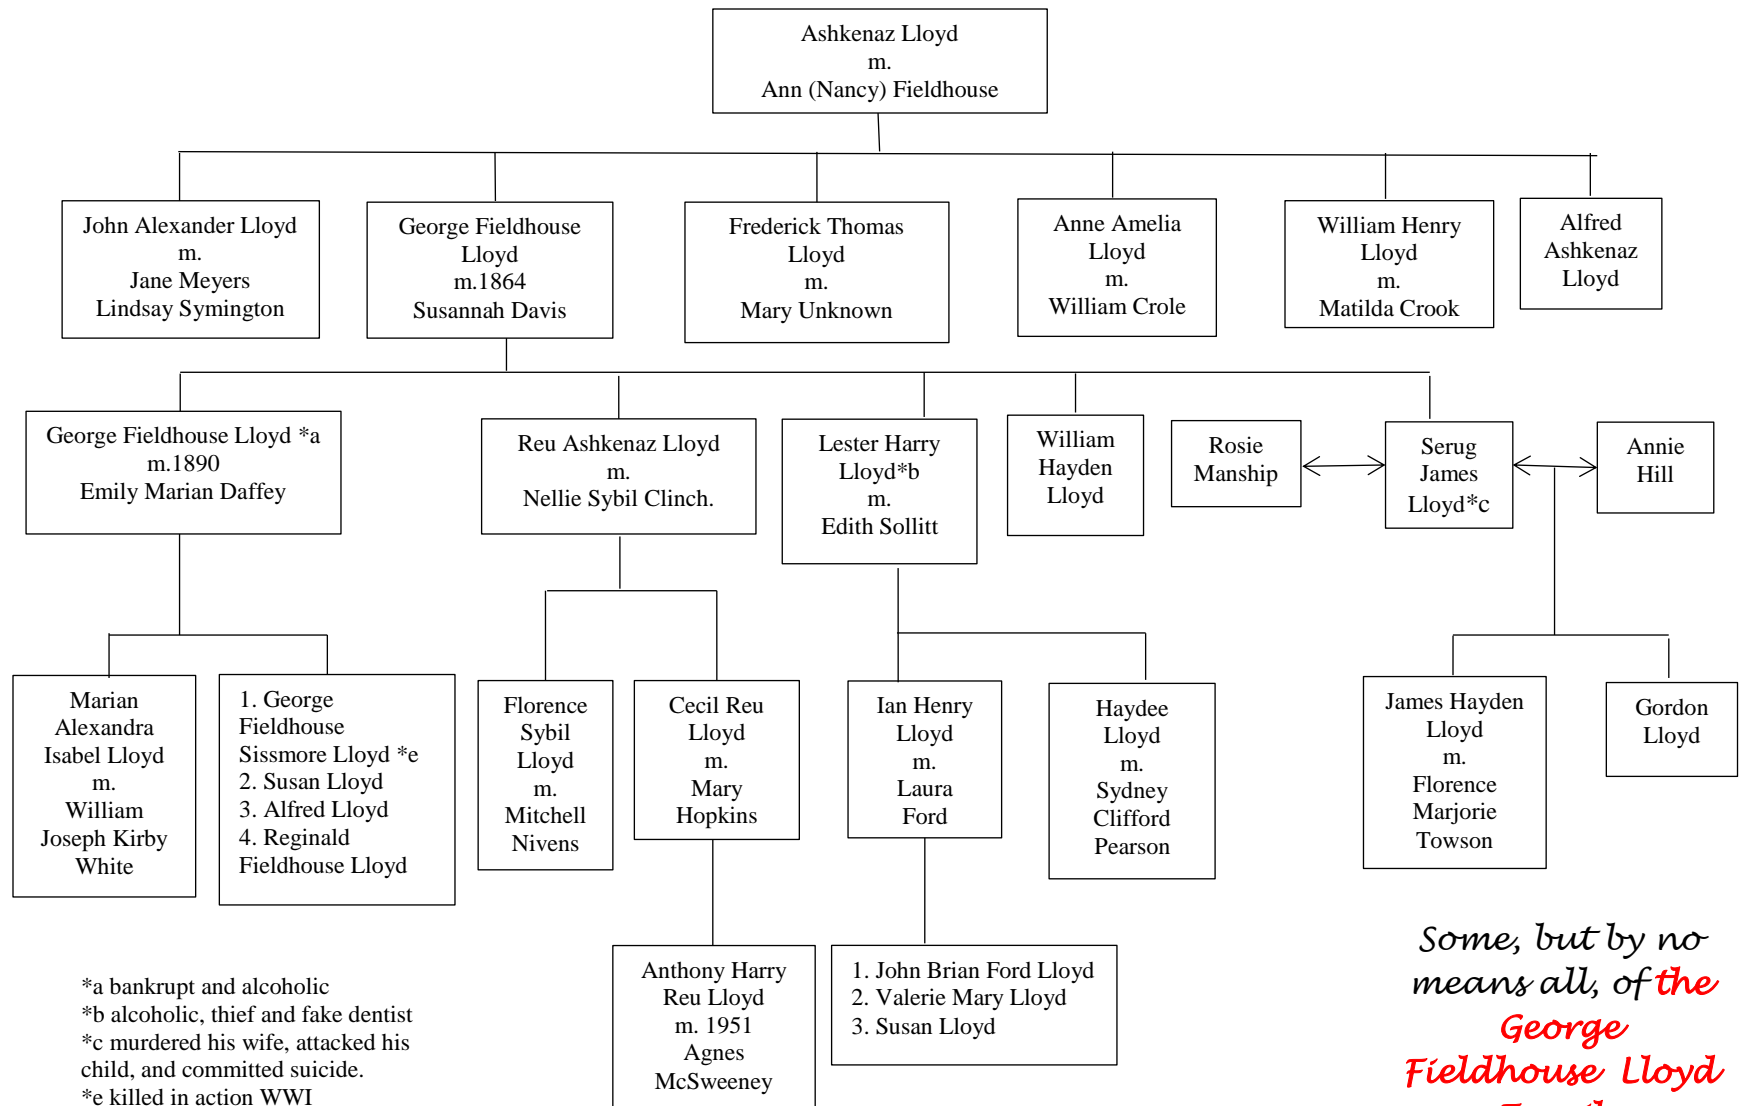 Ashkenaz Lloyd
m.
Ann (Nancy) Fieldhouse
John Alexander Lloyd
m.
Jane Meyers
Lindsay Symington
George Fieldhouse
Lloyd
m.1864
Susannah Davis
Frederick Thomas
Lloyd
m.
Mary Unknown
Anne Amelia
Lloyd
m.
William Crole
William Henry
Lloyd
m.
Matilda Crook
Alfred
Ashkenaz
Lloyd
George Fieldhouse Lloyd *a
m.1890
Emily Marian Daffey
Reu Ashkenaz Lloyd
m.
Nellie Sybil Clinch.
Lester Harry
Lloyd*b
m.
Edith Sollitt
William
Hayden
Lloyd
Rosie
Manship
Serug
James
Lloyd*c
Annie
Hill
Marian
Alexandra
Isabel Lloyd
m.
William
Joseph Kirby
White
1. George
Fieldhouse
Sissmore Lloyd *e
2. Susan Lloyd
3. Alfred Lloyd
4. Reginald
Fieldhouse Lloyd
Florence
Sybil
Lloyd
m.
Mitchell
Nivens
Cecil Reu
Lloyd
m.
Mary
Hopkins
Ian Henry
Lloyd
m.
Laura
Ford
Haydee
Lloyd
m.
Sydney
Clifford
Pearson
James Hayden
Lloyd
m.
Florence
Marjorie
Towson
Gordon
Lloyd
Anthony Harry
Reu Lloyd
m. 1951
Agnes
McSweeney
1. John Brian Ford Lloyd
2. Valerie Mary Lloyd
3. Susan Lloyd
*a bankrupt and alcoholic
*b alcoholic, thief and fake dentist
*c murdered his wife, attacked his
child, and committed suicide.
*e killed in action WWI
Some, but by no
means all, of the
George
Fieldhouse Lloyd